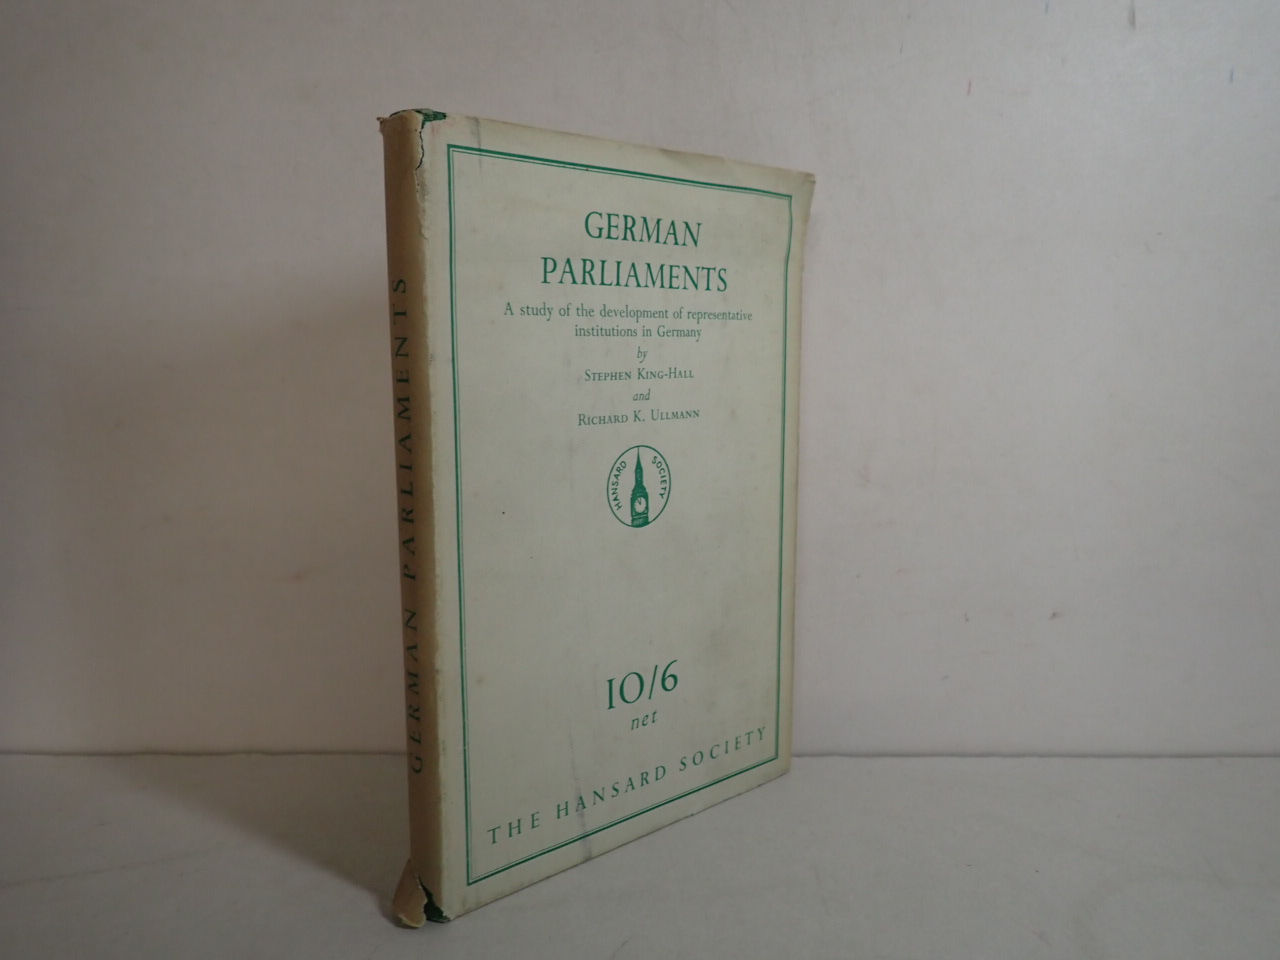 GERMAN
PARLIAMENTS
A study of the development of representative
institutions in Germany
by
STEPHEN KING-HALL
and
RICHARD K. ULLMANN
HANSARD SOCIETY
10/6
net
THE HANSARD SOCIETY
GERMAN PARLIAMENTS